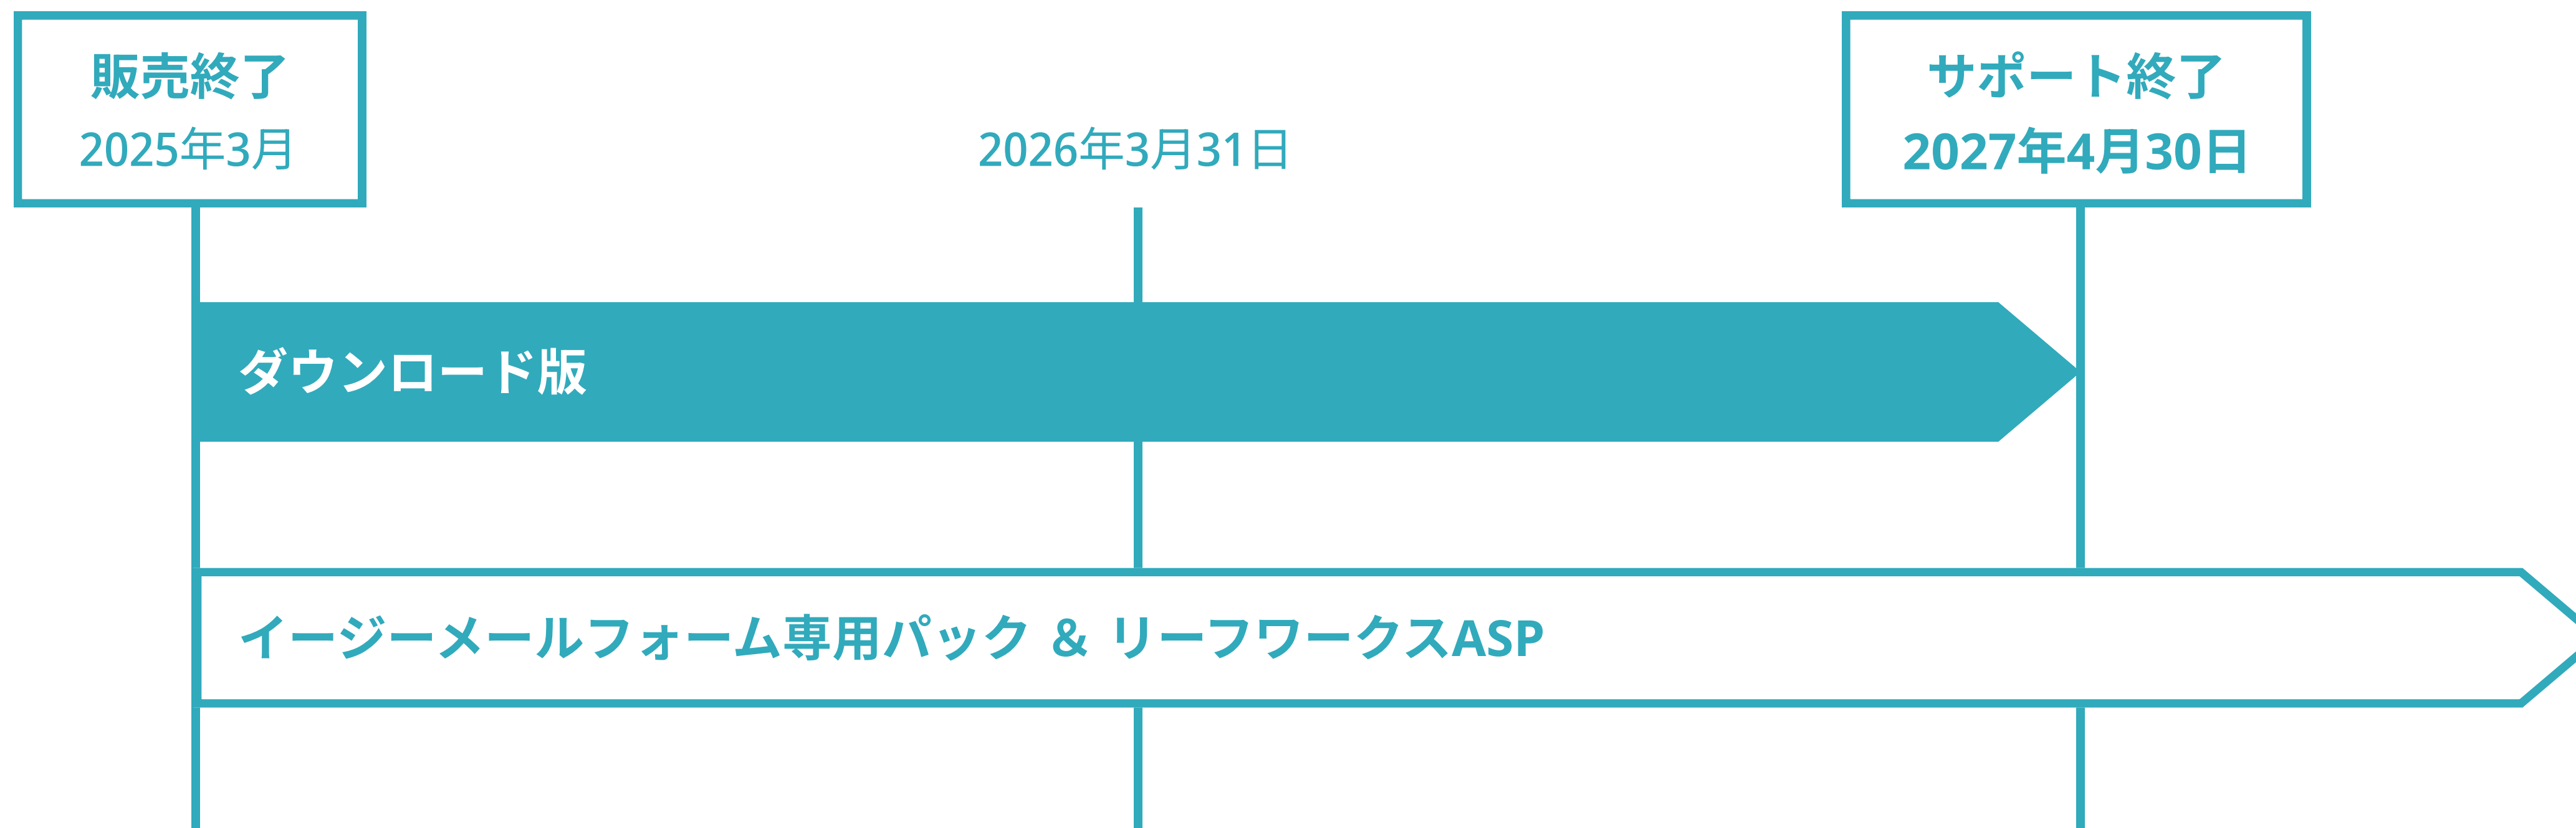 販売終了
2025年3月
2026年3月31日
サポート終了
2027年4月30日
ダウンロード版
イージーメールフォーム専用パック & リーフワークスASP